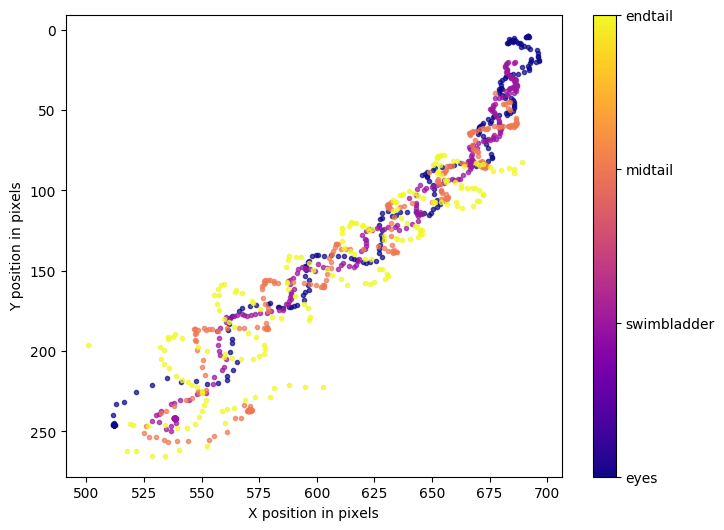 0
50
100
150
200
250
Y position in pixels
500
525
550
575
600
625
650
675
700
X position in pixels
endtail
midtail
swimbladder
eyes